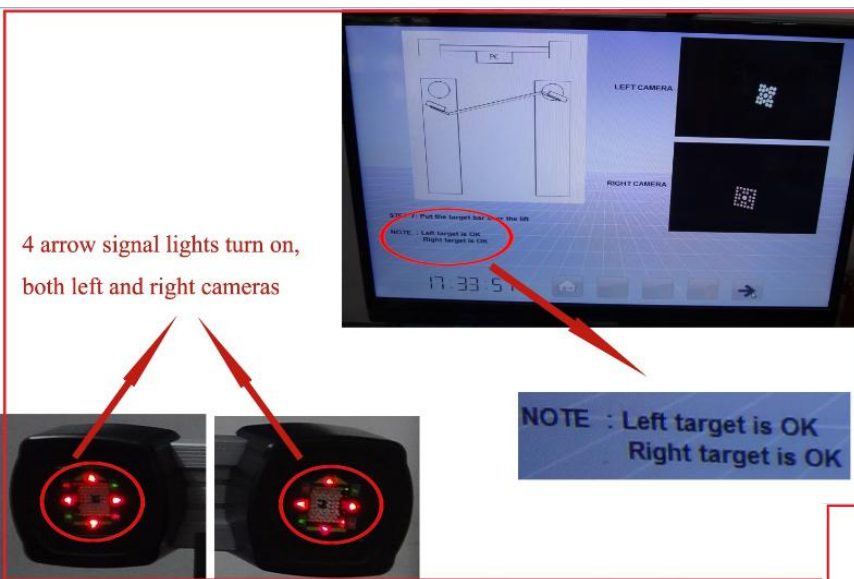 PC
LEFT CAMERA
RIGHT CAMERA
Put the target bar over the lift
NOTE : Left target is OK
Right target is OK
17:33:57
4 arrow signal lights turn on,
both left and right cameras
NOTE : Left target is OK
Right target is OK